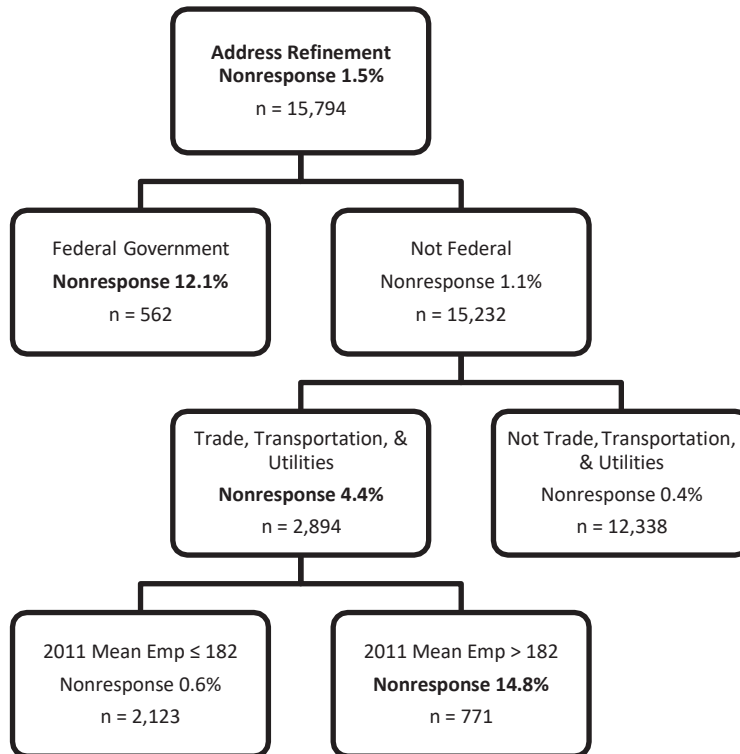 Address Refinement
Nonresponse 1.5%
n = 15,794
Federal Government
Nonresponse 12.1%
n = 562
Not Federal
Nonresponse 1.1%
n = 15,232
Trade, Transportation, &
Utilities
Nonresponse 4.4%
n = 2,894
Not Trade, Transportation,
& Utilities
Nonresponse 0.4%
n = 12,338
2011 Mean Emp ≤ 182
Nonresponse 0.6%
n = 2,123
2011 Mean Emp > 182
Nonresponse 14.8%
n = 771